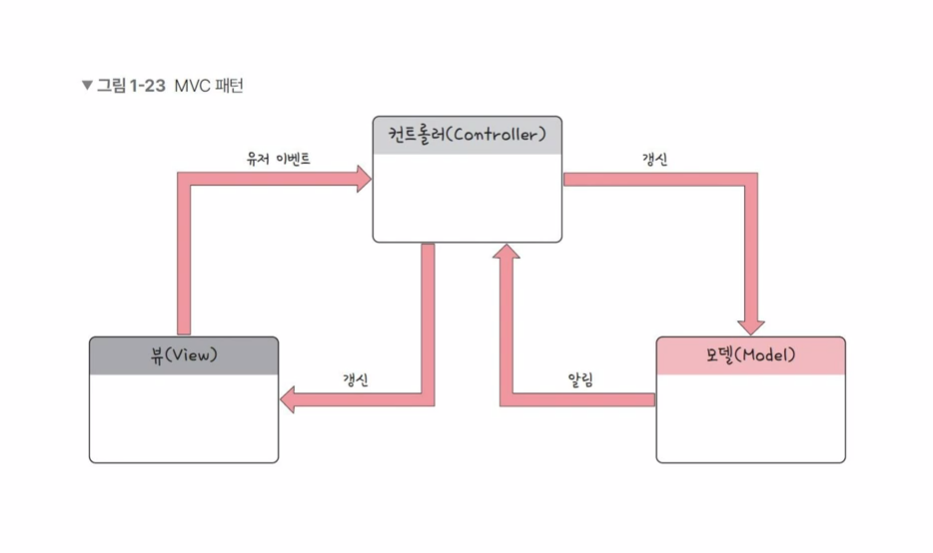 ▼ 그림 1-23 MVC 패턴
컨트롤러(Controller)
유저 이벤트
갱신
뷰(View)
모델(Model)
갱신
알림